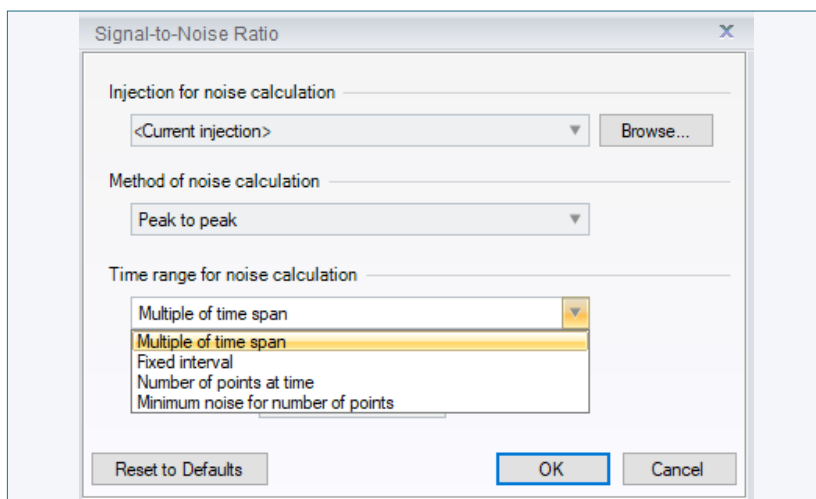 Signal-to-Noise Ratio
Injection for noise calculation
<Current injection>
Browse...
Method of noise calculation
Peak to peak
Time range for noise calculation
Multiple of time span
Multiple of time span
Fixed interval
Number of points at time
Minimum noise for number of points
Reset to Defaults
OK
Cancel